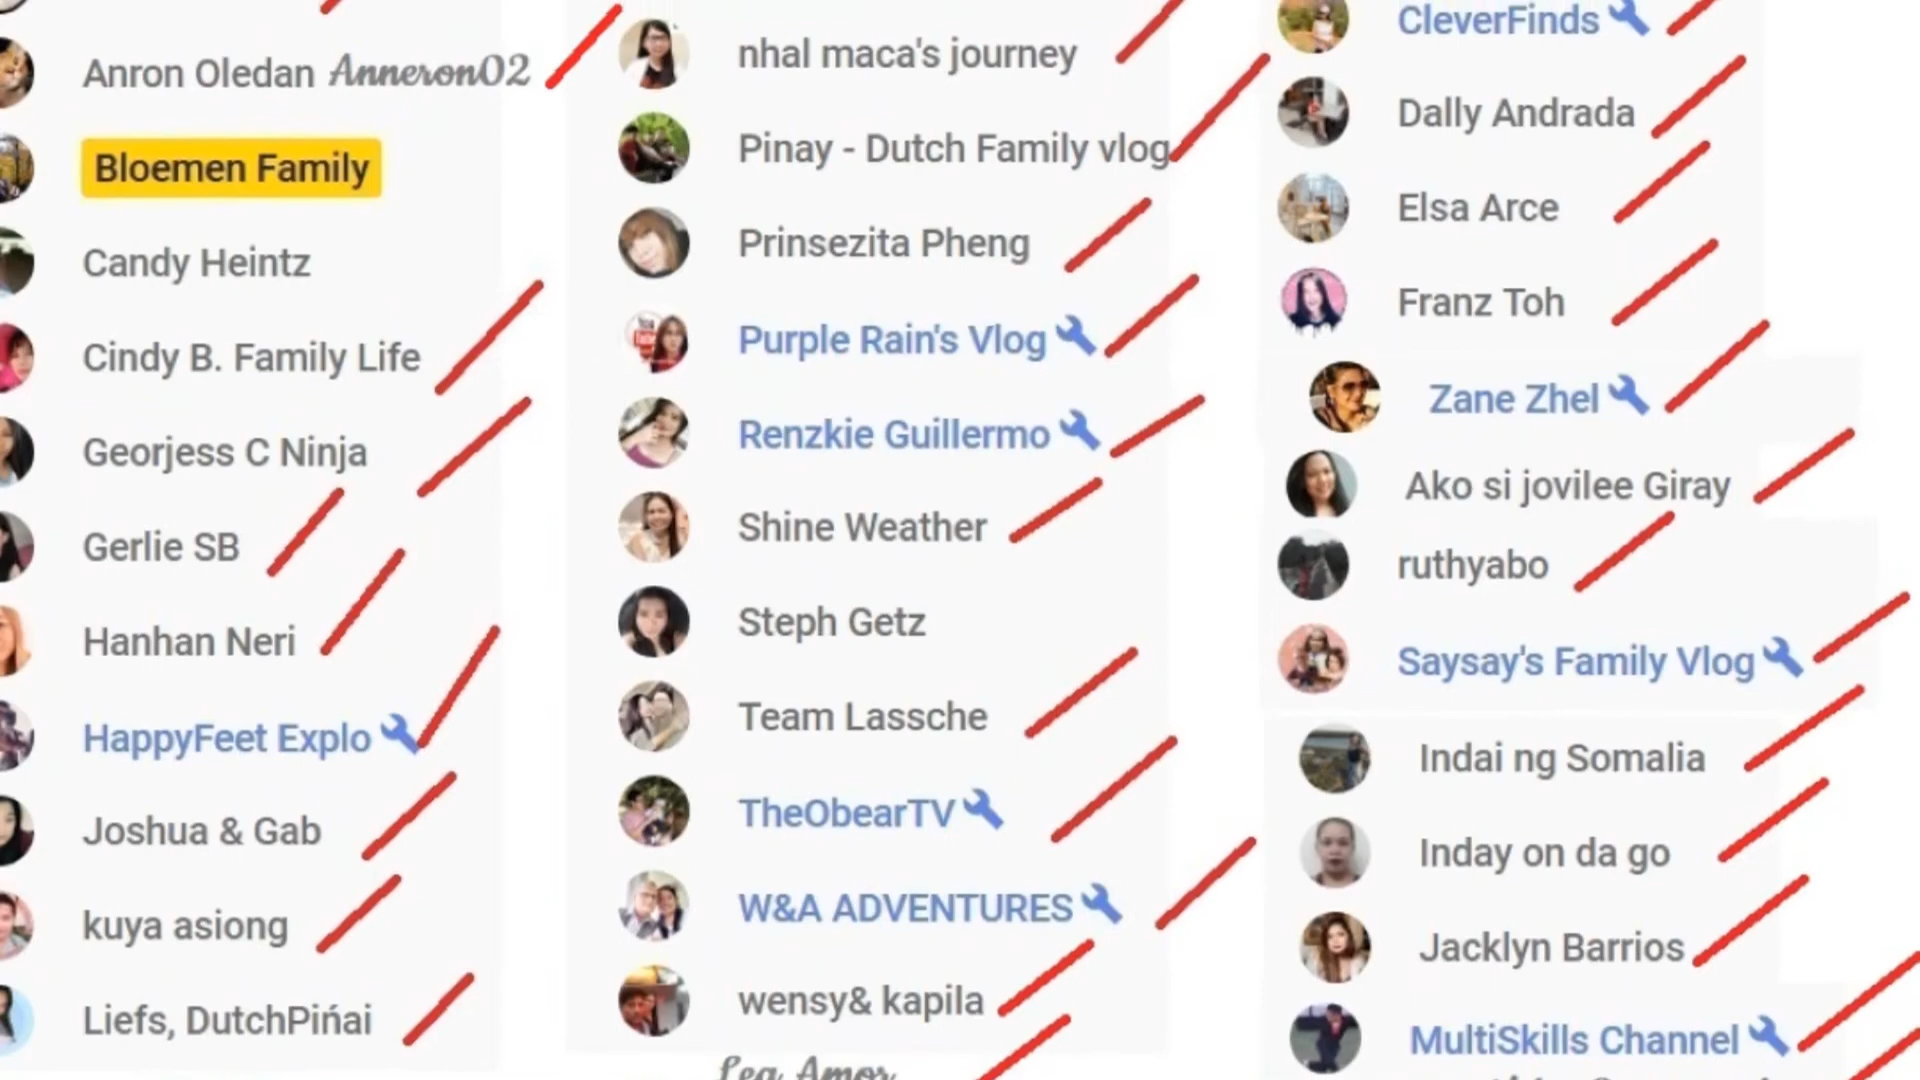 Anron Oledan Anneron02
Bloemen Family
Candy Heintz
Cindy B. Family Life
Georjess C Ninja
Gerlie SB
Hanhan Neri
HappyFeet Explo
Joshua & Gab
kuya asiong
Liefs, DutchPińai
nhal maca's journey
Pinay - Dutch Family vlog
Prinsezita Pheng
Purple Rain's Vlog
Renzkie Guillermo
Shine Weather
Steph Getz
Team Lassche
TheObearTV
W&A ADVENTURES
wensy& kapila
Lea Amor
CleverFinds
Dally Andrada
Elsa Arce
Franz Toh
Zane Zhel
Ako si jovilee Giray
ruthyabo
Saysay's Family Vlog
Indai ng Somalia
Inday on da go
Jacklyn Barrios
MultiSkills Channel